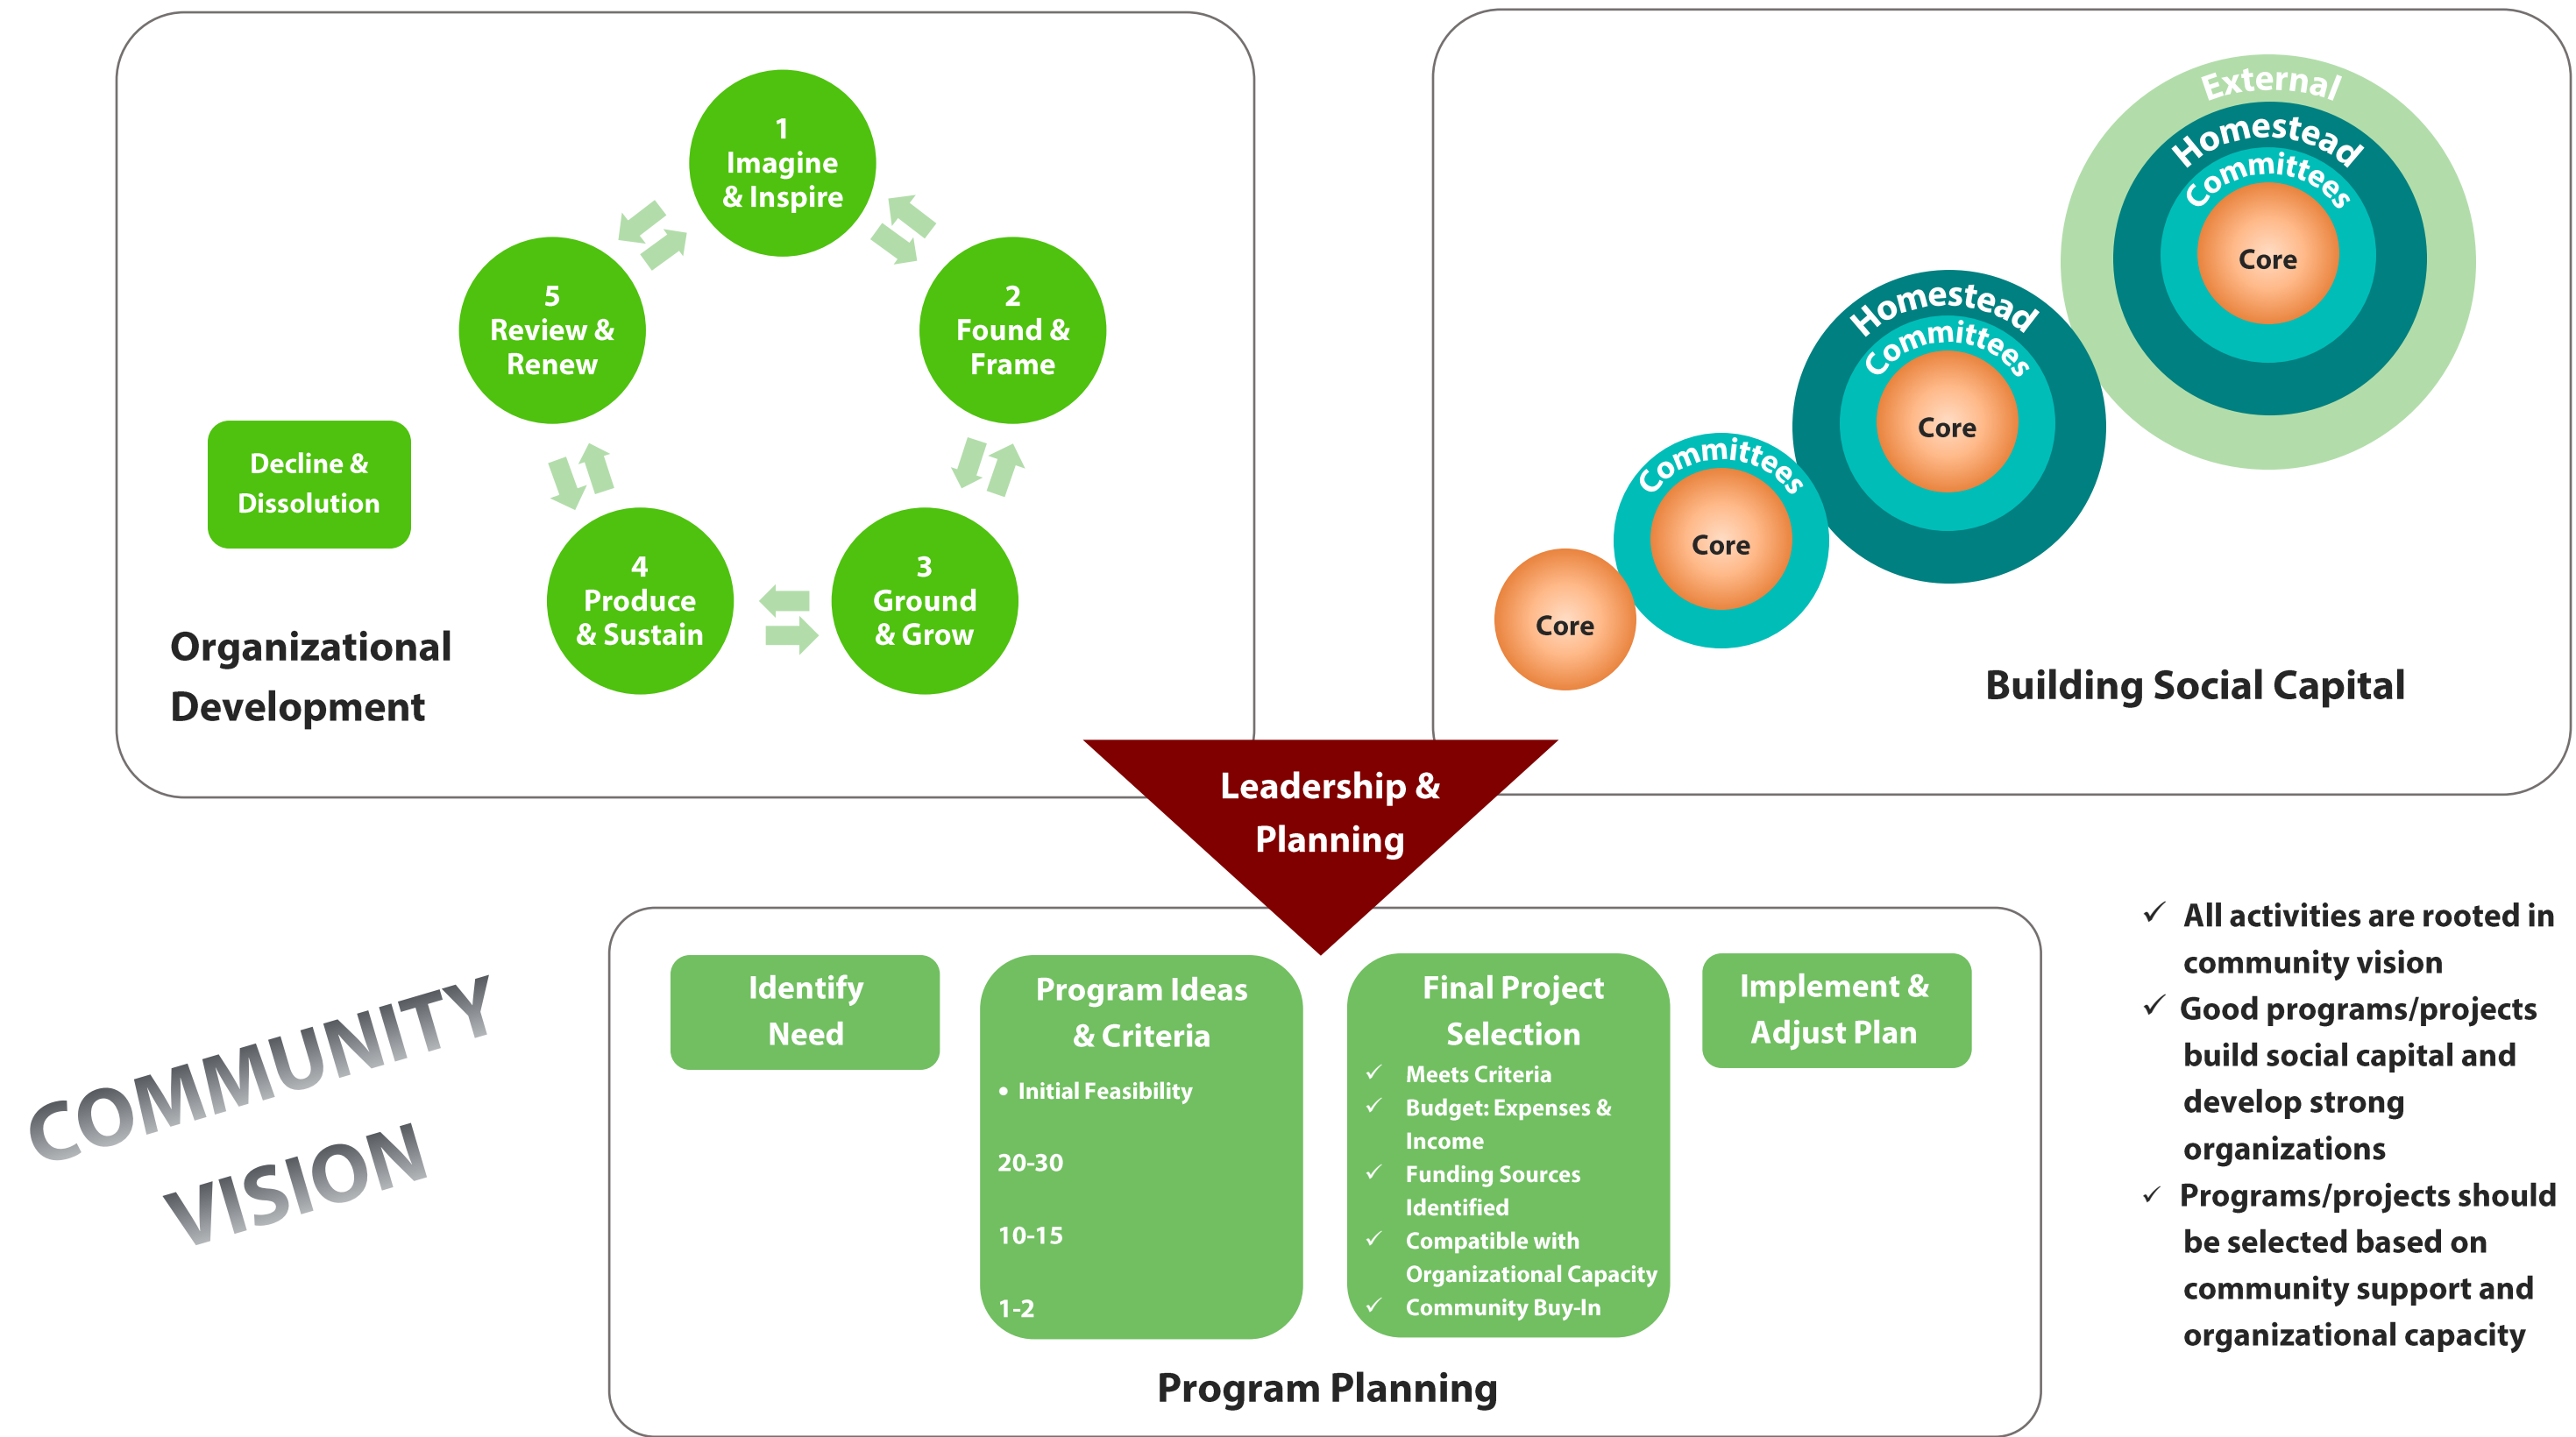 1
Imagine
& Inspire
2
Found &
Frame
3
Ground
& Grow
4
Produce
& Sustain
5
Review &
Renew
Decline &
Dissolution
Organizational
Development
External
Homestead
Committees
Core
Homestead
Committees
Core
Committees
Core
Core
Building Social Capital
Leadership &
Planning
COMMUNITY
VISION
Identify
Need
Program Ideas
& Criteria
• Initial Feasibility
20-30
10-15
1-2
Final Project
Selection
✓ Meets Criteria
✓ Budget: Expenses &
Income
✓ Funding Sources
Identified
✓ Compatible with
Organizational Capacity
✓ Community Buy-In
Implement &
Adjust Plan
Program Planning
✓ All activities are rooted in
community vision
✓ Good programs/projects
build social capital and
develop strong
organizations
✓ Programs/projects should
be selected based on
community support and
organizational capacity